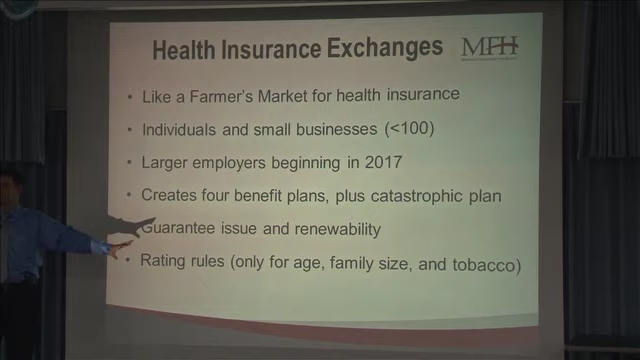 Health Insurance Exchanges
MFH
• Like a Farmer's Market for health insurance
• Individuals and small businesses (<100)
• Larger employers beginning in 2017
• Creates four benefit plans, plus catastrophic plan
Guarantee issue and renewability
• Rating rules (only for age, family size, and tobacco)